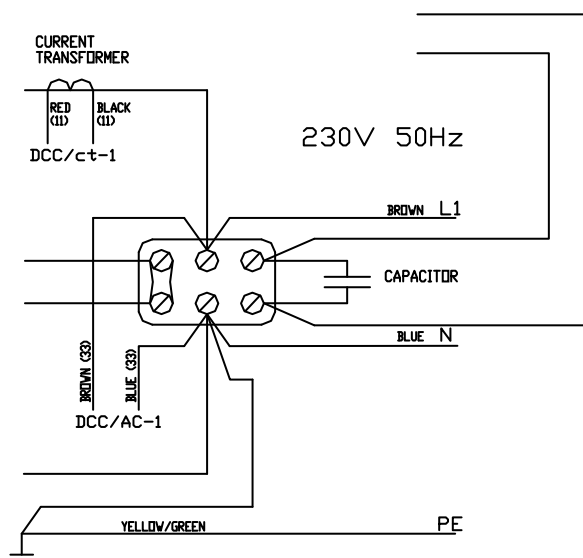 CURRENT
TRANSFORMER
RED
(11)
BLACK
(11)
DCC/ct-1
230V 50Hz
BROWN L1
CAPACITOR
BLUE N
BROWN (33)
BLUE (33)
DCC/AC-1
YELLOW/GREEN PE